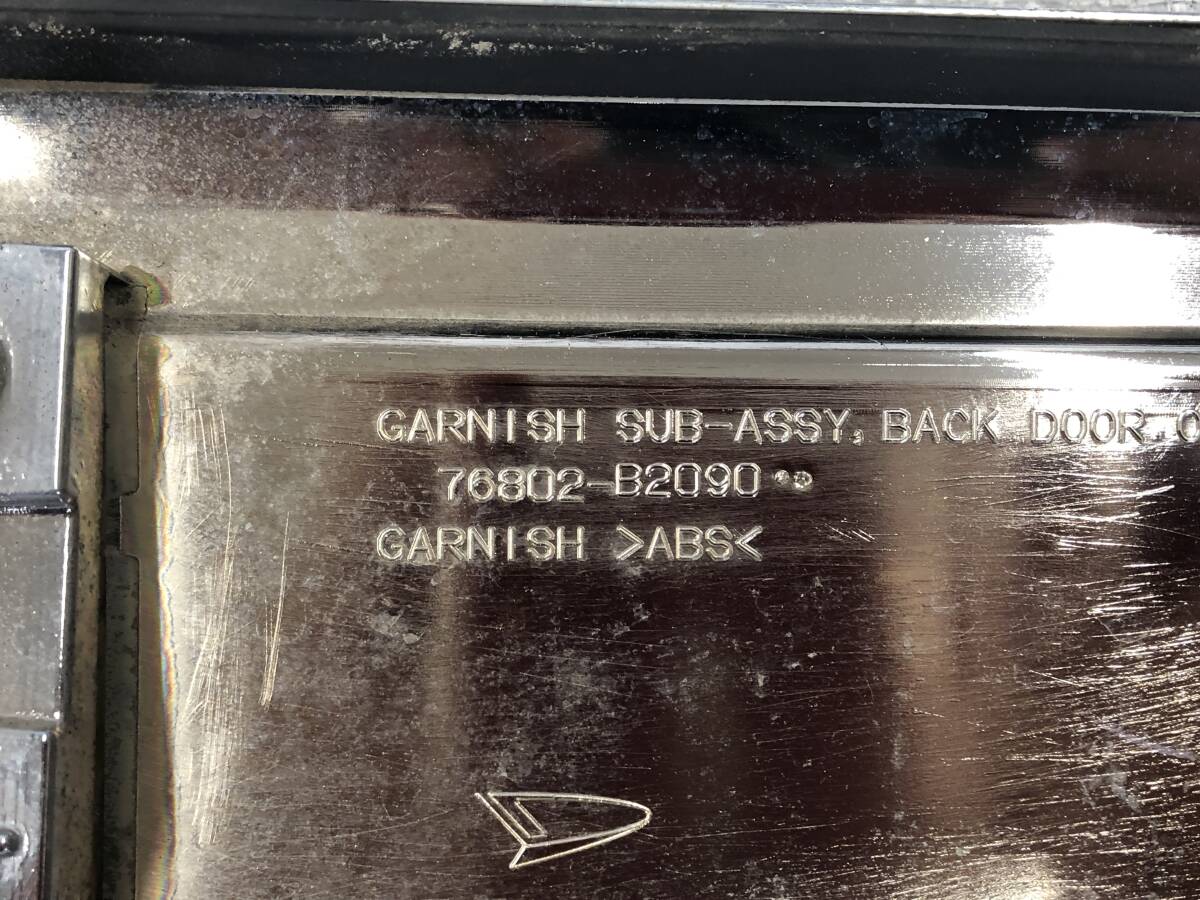 GARNISH SUB-ASSY, BACK DOOR, O
76802-B2090
GARNISH >ABS<